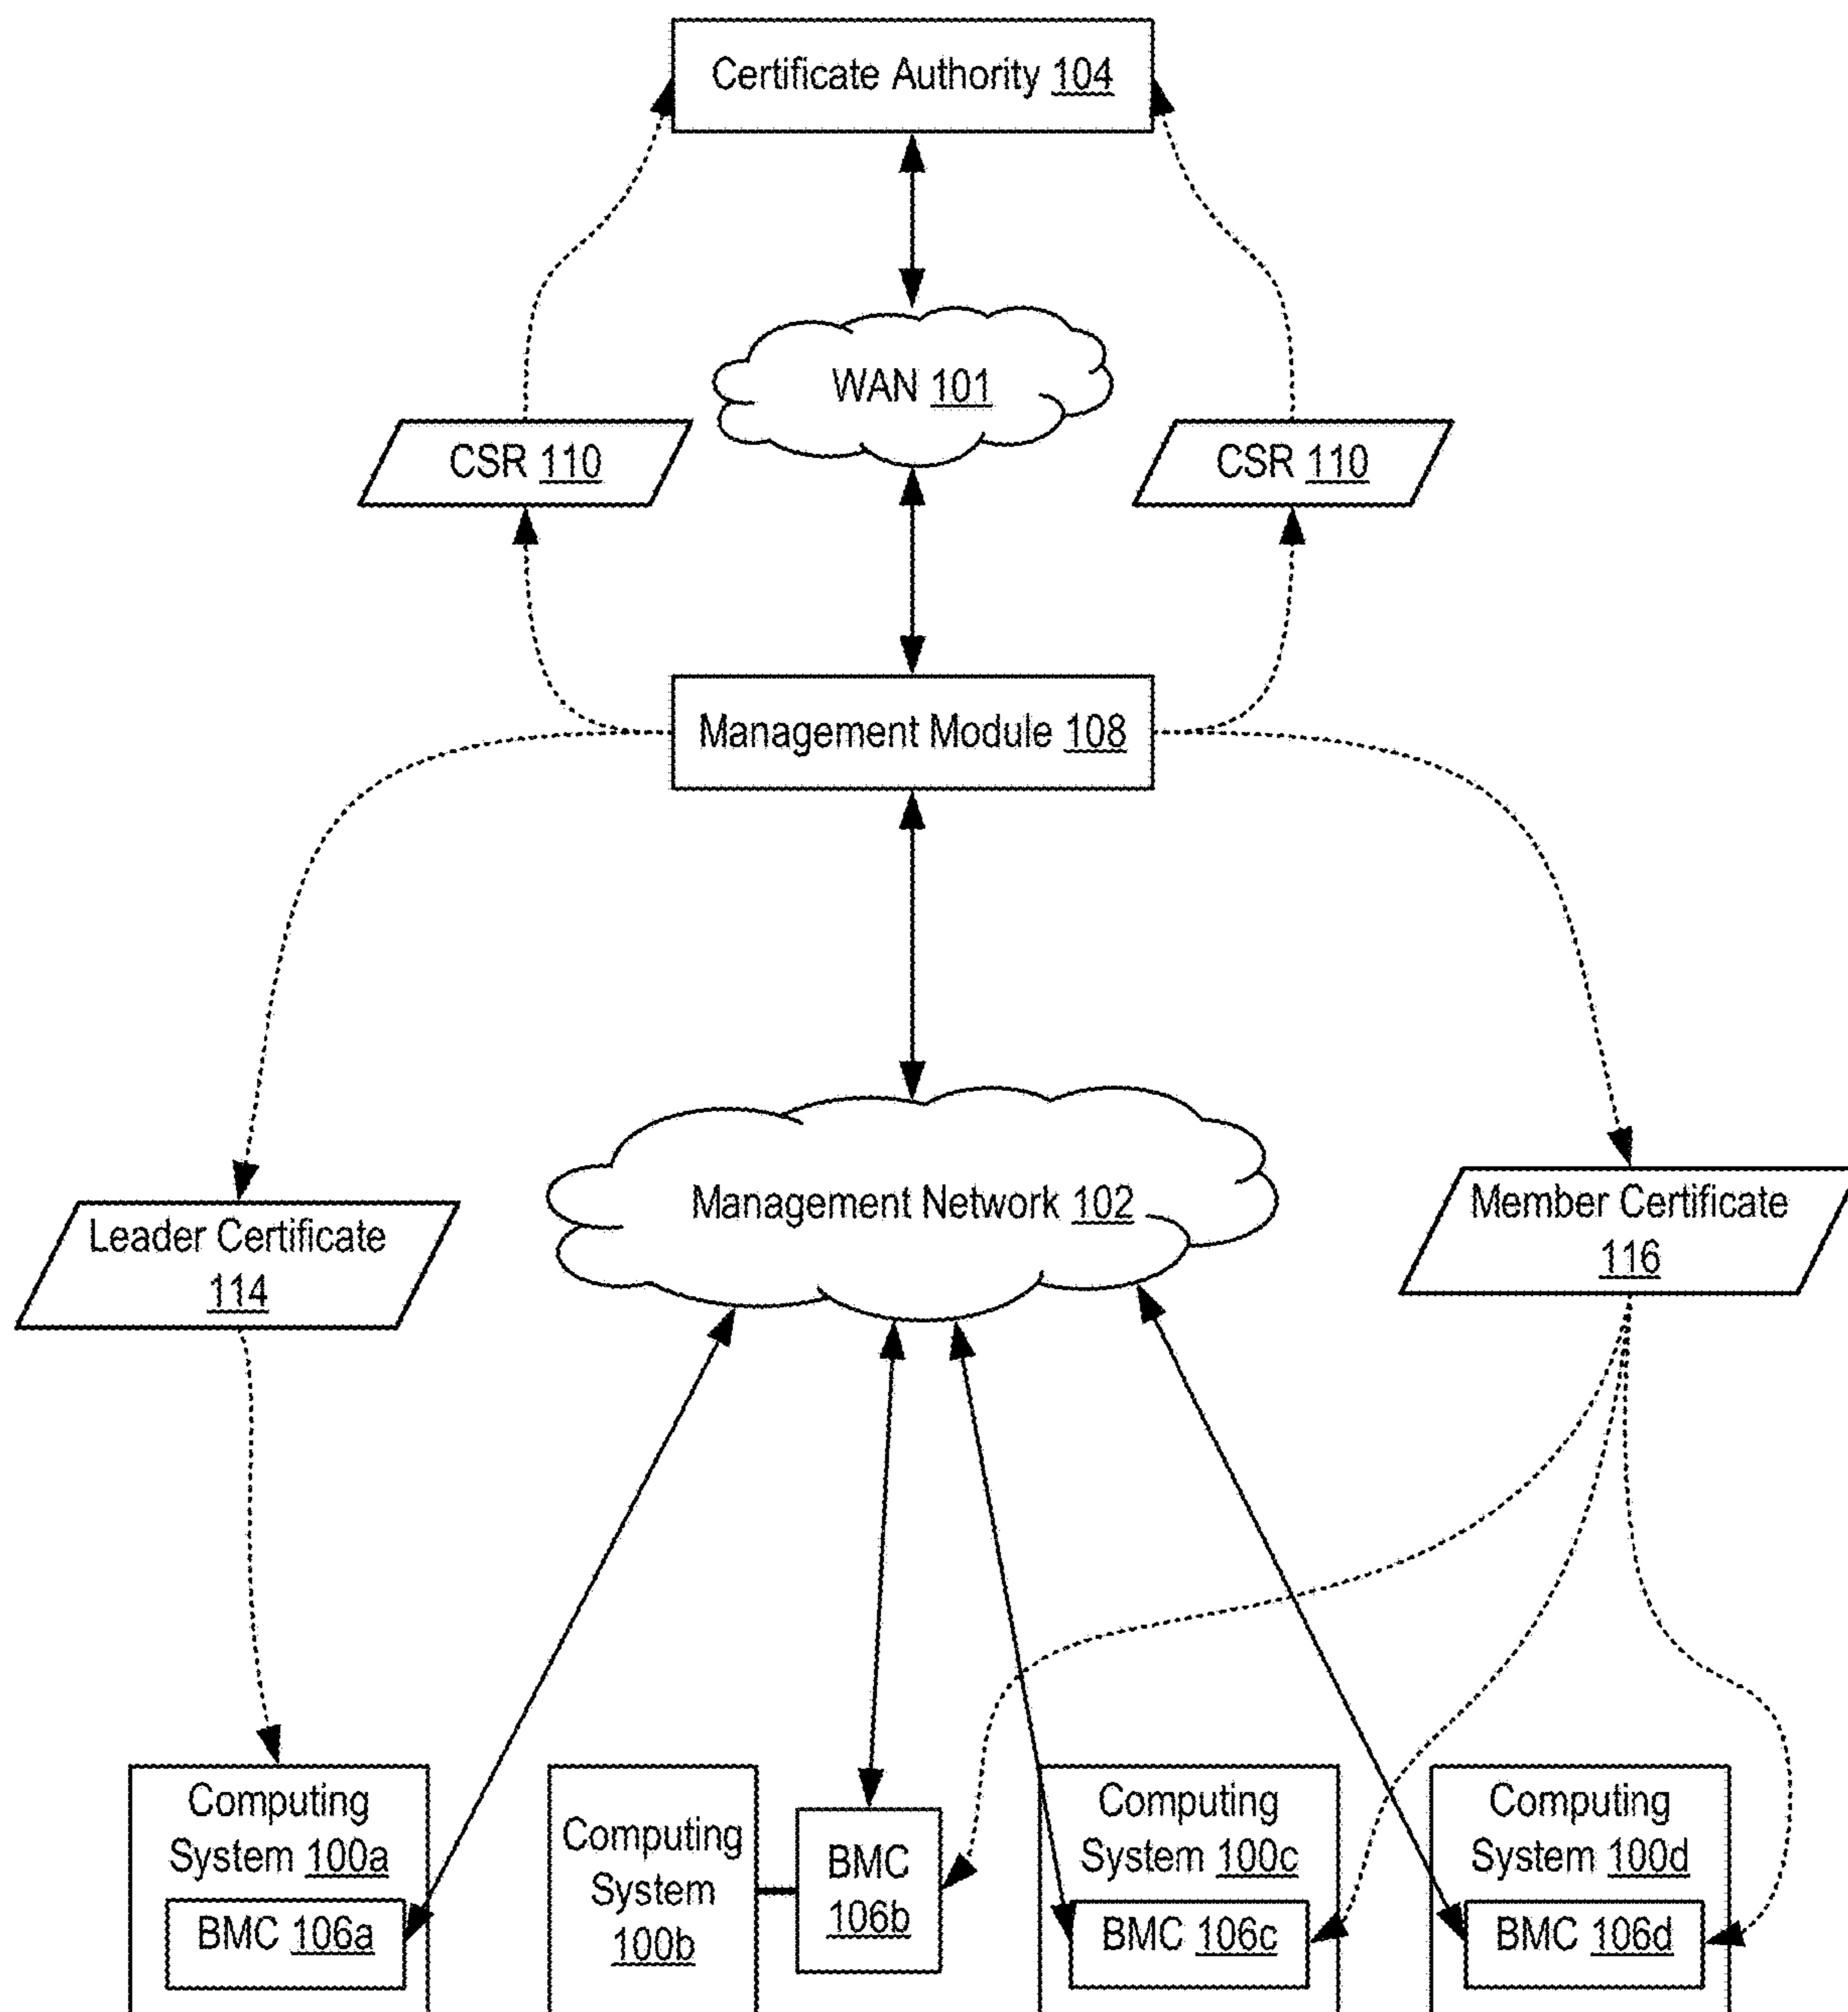 Certificate Authority 104
WAN 101
CSR 110
CSR 110
Management Module 108
Management Network 102
Leader Certificate
114
Member Certificate
116
Computing
System 100a
BMC 106a
Computing
System
100b
BMC
106b
Computing
System 100c
BMC 106c
Computing
System 100d
BMC 106d